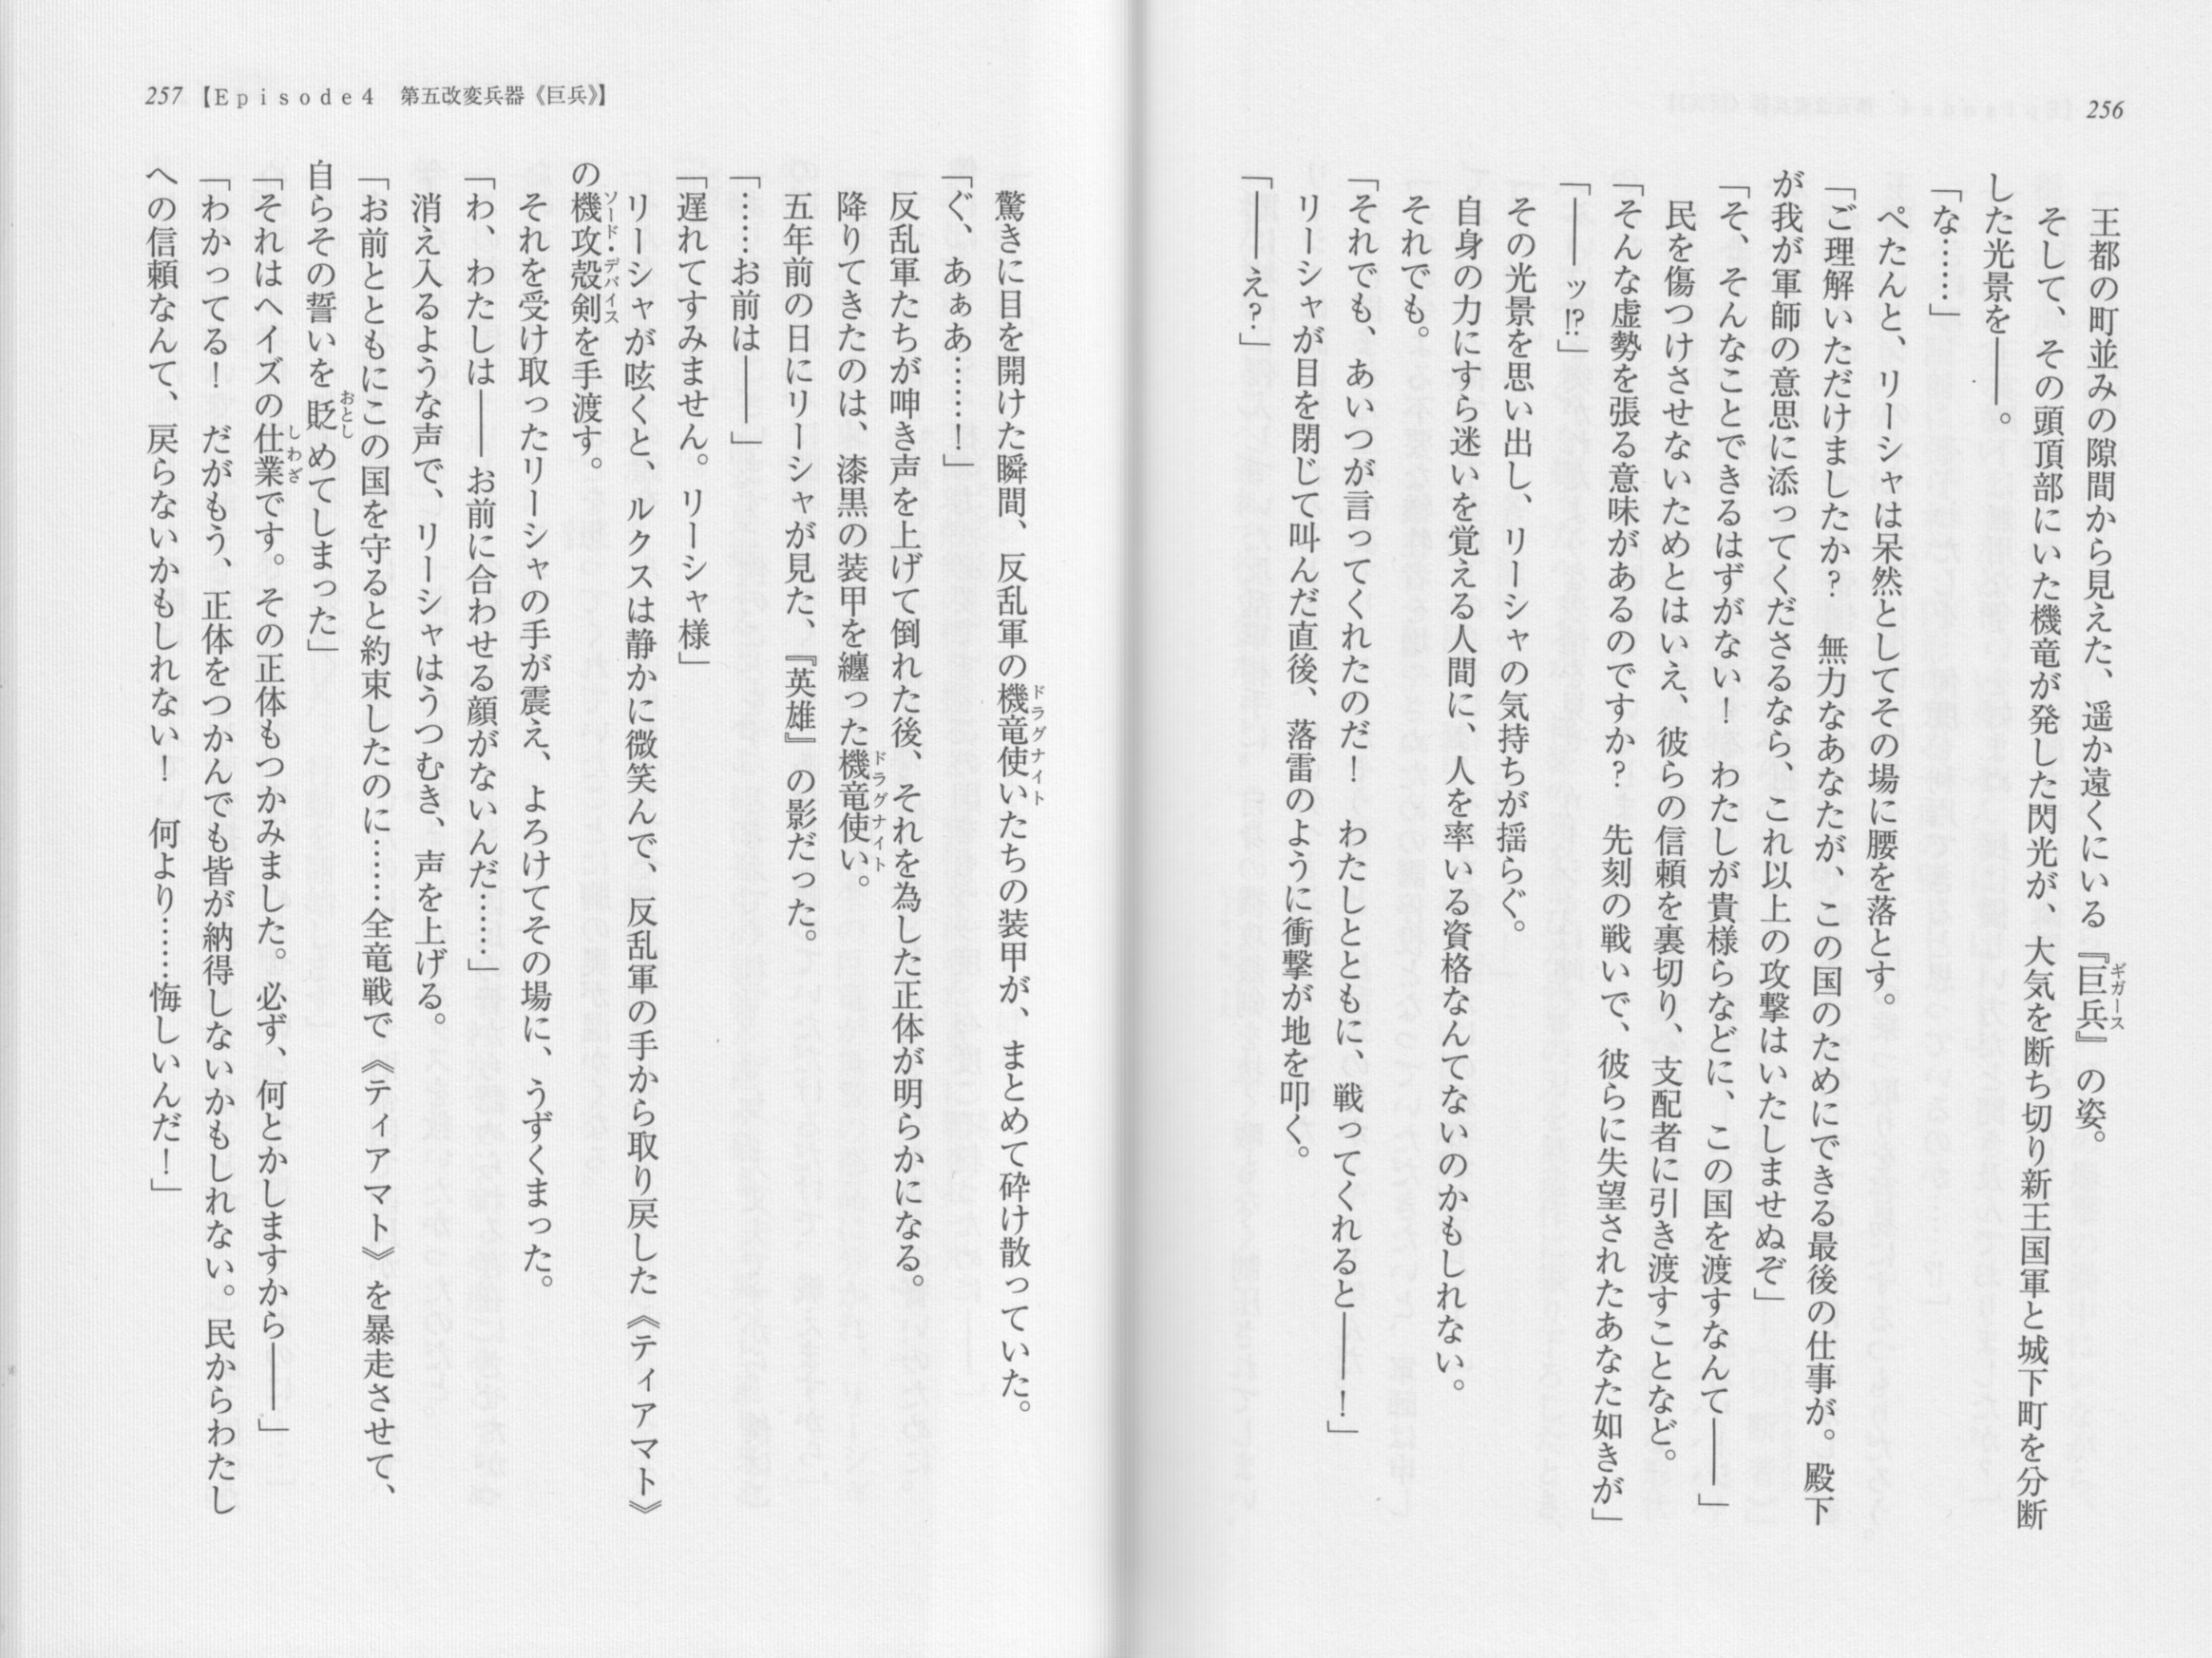 256
王都の町並みの隙間から見えた、遥か遠くにいる『巨兵』の姿。
ギガース
そして、その頭頂部にいた機竜が発した閃光が、大気を断ち切り新王国軍と城下町を分断
した光景を――。
「な……」
ぺたんと、リーシャは呆然としてその場に腰を落とす。
「ご理解いただけましたか？　無力なあなたが、この国のためにできる最後の仕事が。殿下
が我が軍師の意思に添ってくださるなら、これ以上の攻撃はいたしませぬぞ」
「そ、そんなことできるはずがない！　わたしが貴様らなどに、この国を渡すなんて――」
民を傷つけさせないためとはいえ、彼らの信頼を裏切り、支配者に引き渡すことなど。
「そんな虚勢を張る意味があるのですか？　先刻の戦いで、彼らに失望されたあなた如きが」
「――ッ!?」
その光景を思い出し、リーシャの気持ちが揺らぐ。
自身の力にすら迷いを覚える人間に、人を率いる資格なんてないのかもしれない。
それでも。
「それでも、あいつが言ってくれたのだ！　わたしとともに、戦ってくれると――！」
リーシャが目を閉じて叫んだ直後、落雷のように衝撃が地を叩く。
「――え？」
257【Episode4　第五改変兵器《巨兵》】
驚きに目を開けた瞬間、反乱軍の機竜使いたちの装甲が、まとめて砕け散っていた。
ドラグナイト
「ぐ、あぁあ……！」
反乱軍たちが呻き声を上げて倒れた後、それを為した正体が明らかになる。
降りてきたのは、漆黒の装甲を纏った機竜使い。
ドラグナイト
五年前の日にリーシャが見た、『英雄』の影だった。
「……お前は――」
「遅れてすみません。リーシャ様」
リーシャが呟くと、ルクスは静かに微笑んで、反乱軍の手から取り戻した《ティアマト》
の機攻殻剣を手渡す。
ソード・デバイス
それを受け取ったリーシャの手が震え、よろけてその場に、うずくまった。
「わ、わたしは――お前に合わせる顔がないんだ……」
消え入るような声で、リーシャはうつむき、声を上げる。
「お前とともにこの国を守ると約束したのに……全竜戦で《ティアマト》を暴走させて、
自らその誓いを貶めてしまった」
おとし
「それはヘイズの仕業です。その正体もつかみました。必ず、何とかしますから――」
しわざ
「わかってる！　だがもう、正体をつかんでも皆が納得しないかもしれない。民からわたし
への信頼なんて、戻らないかもしれない！　何より……悔しいんだ！」